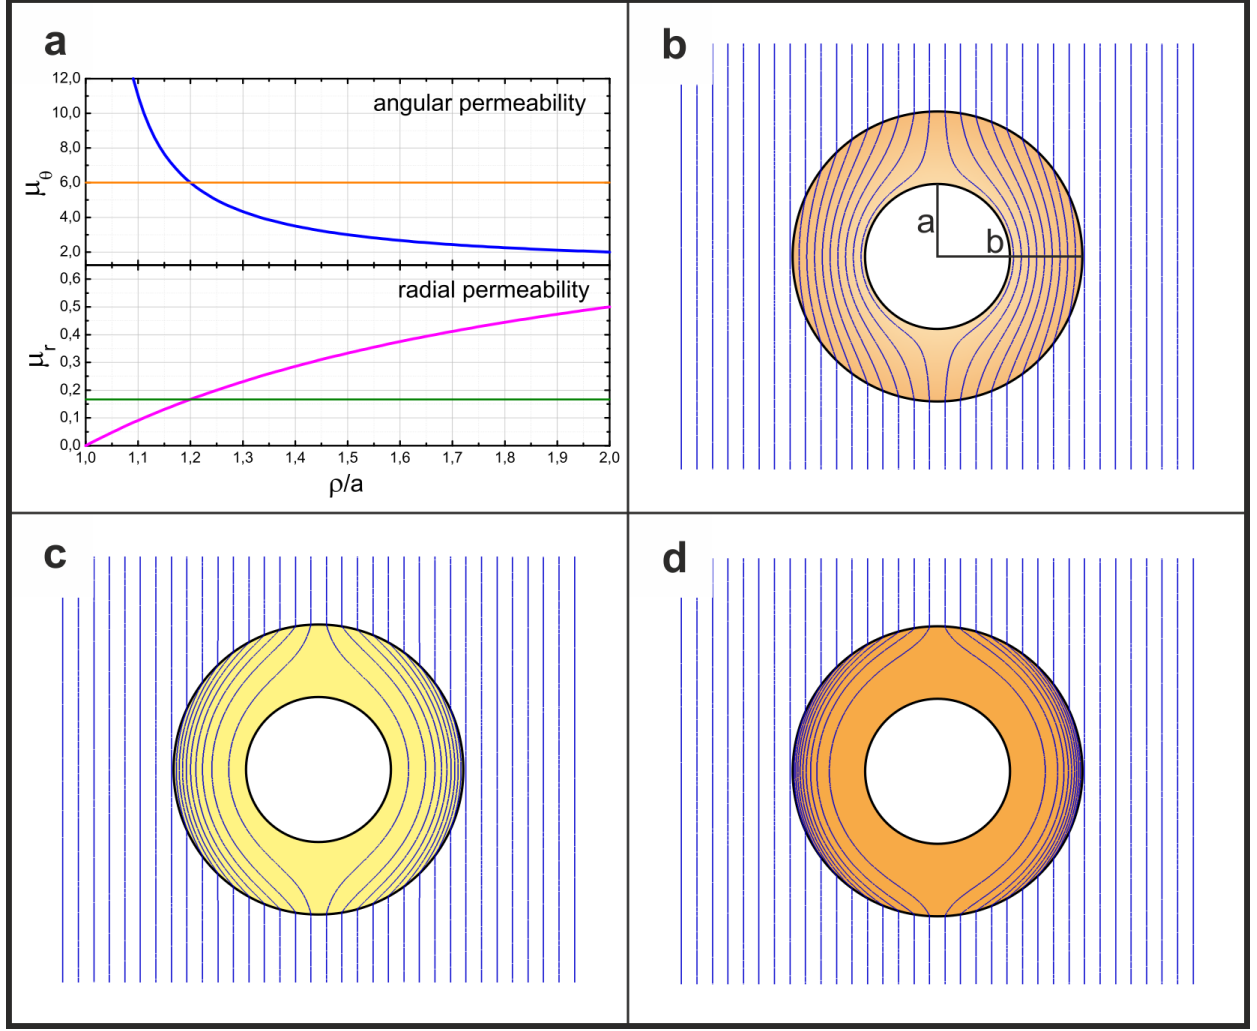 a
12,0
10,0
8,0
6,0
4,0
2,0
μθ
angular permeability
0,6
0,5
0,4
0,3
0,2
0,1
0,0
μr
radial permeability
1,0 1,1 1,2 1,3 1,4 1,5 1,6 1,7 1,8 1,9 2,0
ρ/a
b
a
b
c
d